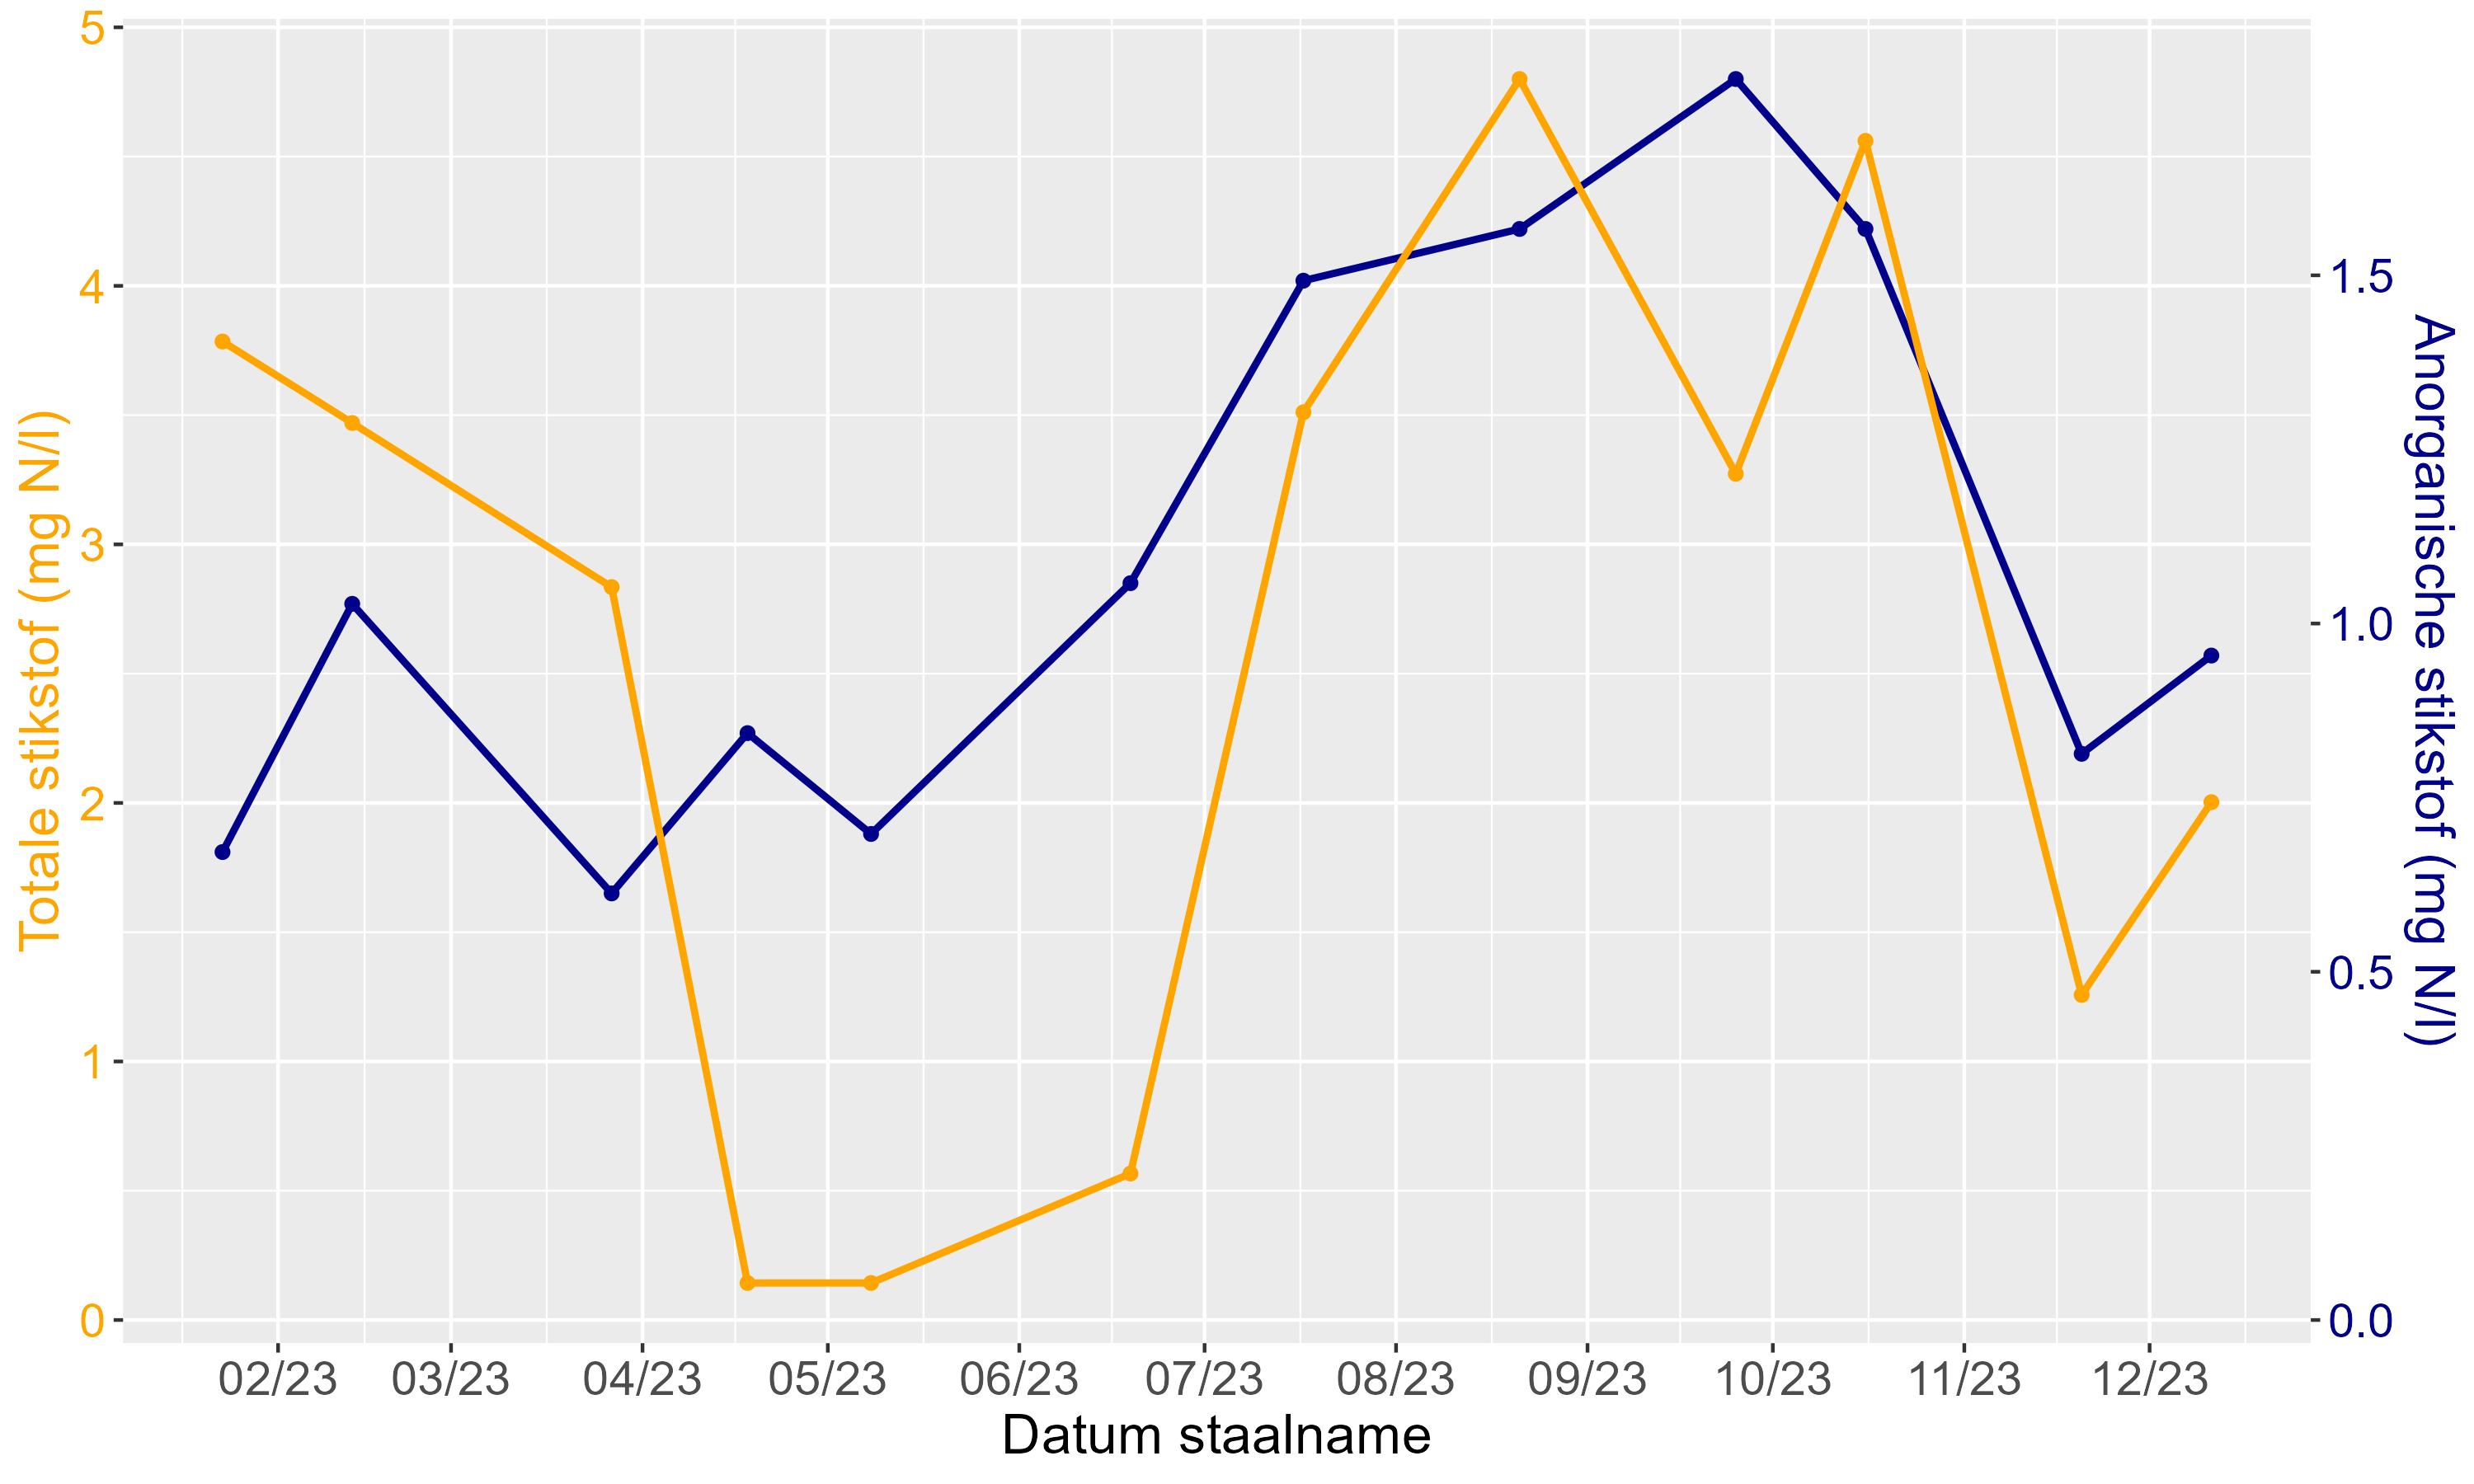 Totale stikstof (mg N/l)
5
4
3
2
1
0
1.5
1.0
0.5
0.0
Anorganische stikstof (mg N/l)
02/23 03/23 04/23 05/23 06/23 07/23 08/23 09/23 10/23 11/23 12/23
Datum staalname